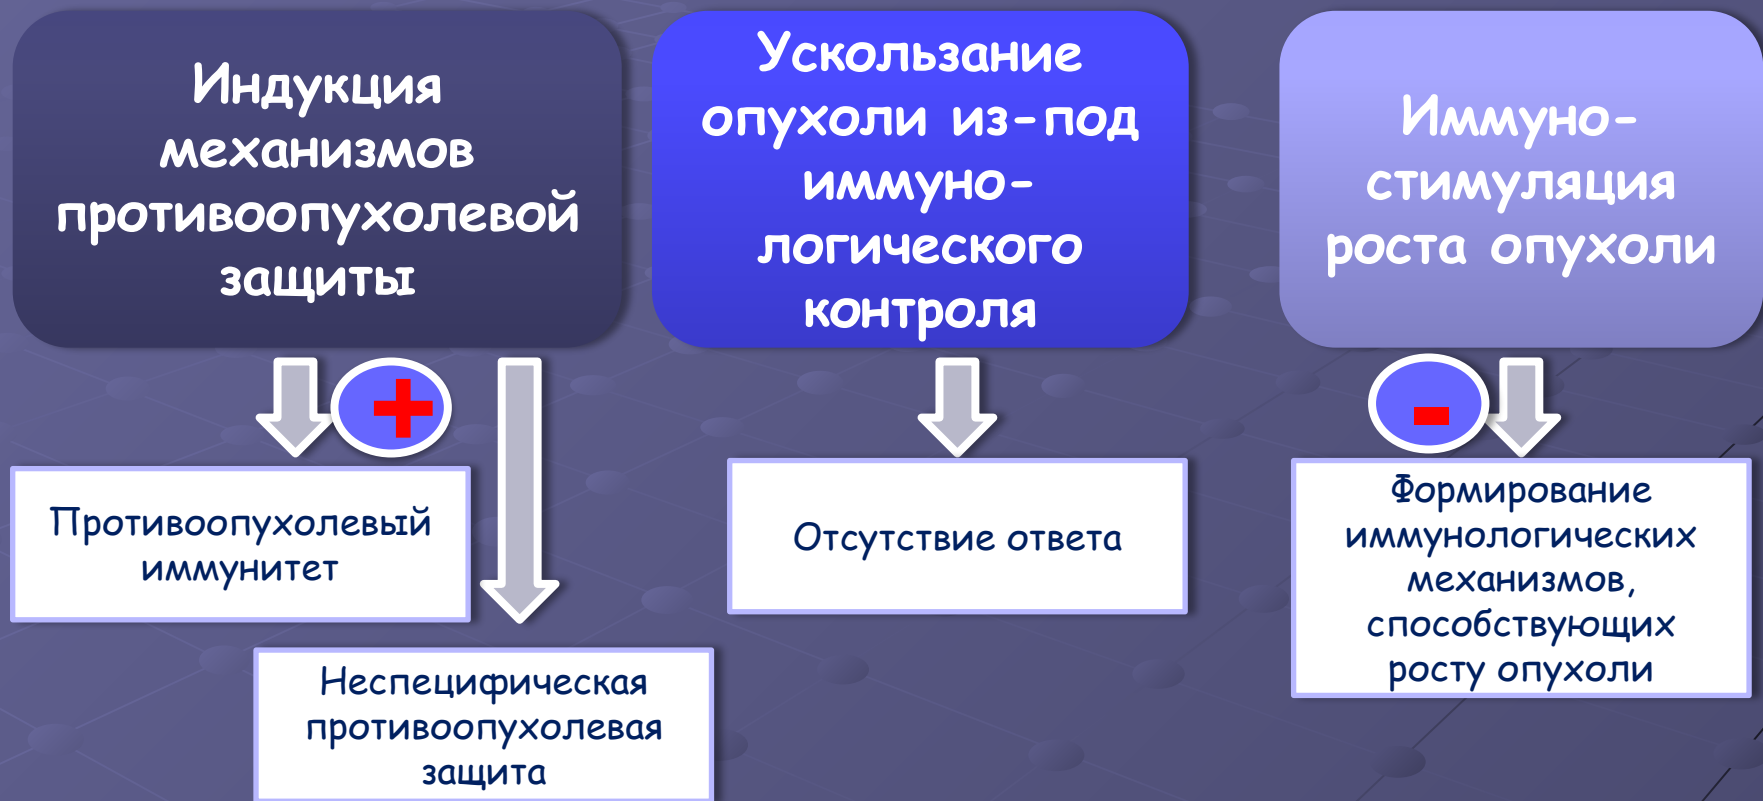 Индукция
механизмов
противоопухолевой
защиты
Ускользание
опухоли из-под
иммуно-
логического
контроля
Иммуно-
стимуляция
роста опухоли
+
-
Противоопухолевый
иммунитет
Неспецифическая
противоопухолевая
защита
Отсутствие ответа
Формирование
иммунологических
механизмов,
способствующих
росту опухоли